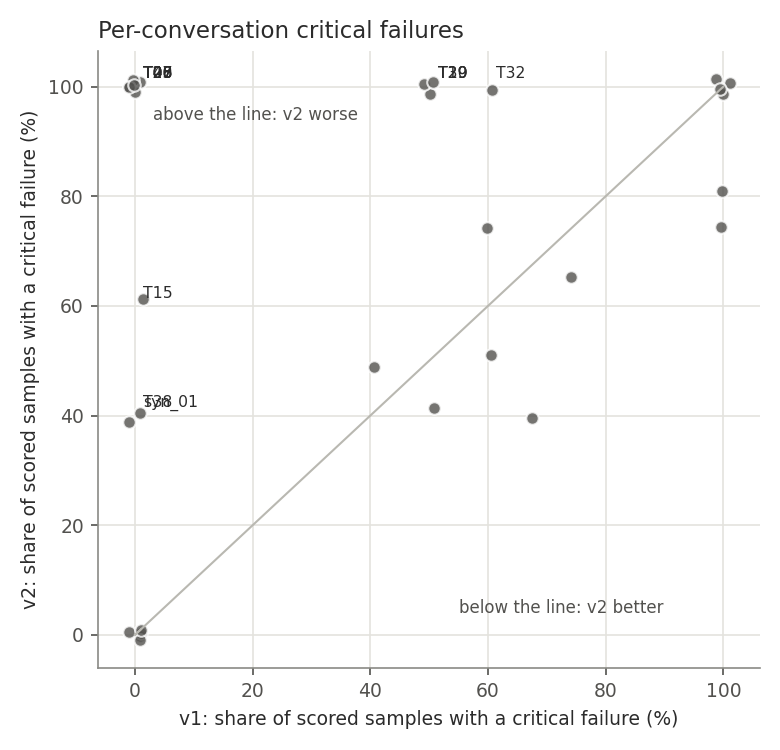 Per-conversation critical failures
T32
above the line: v2 worse
T15
below the line: v2 better
100
80
60
40
20
0
0 20 40 60 80 100
v1: share of scored samples with a critical failure (%)
v2: share of scored samples with a critical failure (%)